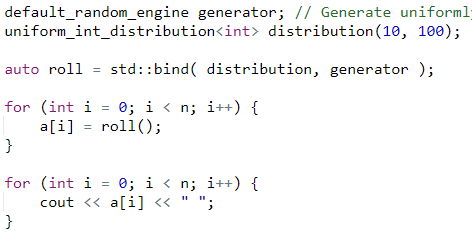 default_random_engine generator; // Generate uniforml
uniform_int_distribution<int> distribution(10, 100);
auto roll = std::bind( distribution, generator );
for (int i = 0; i < n; i++) {
a[i] = roll();
}
for (int i = 0; i < n; i++) {
cout << a[i] << " ";
}